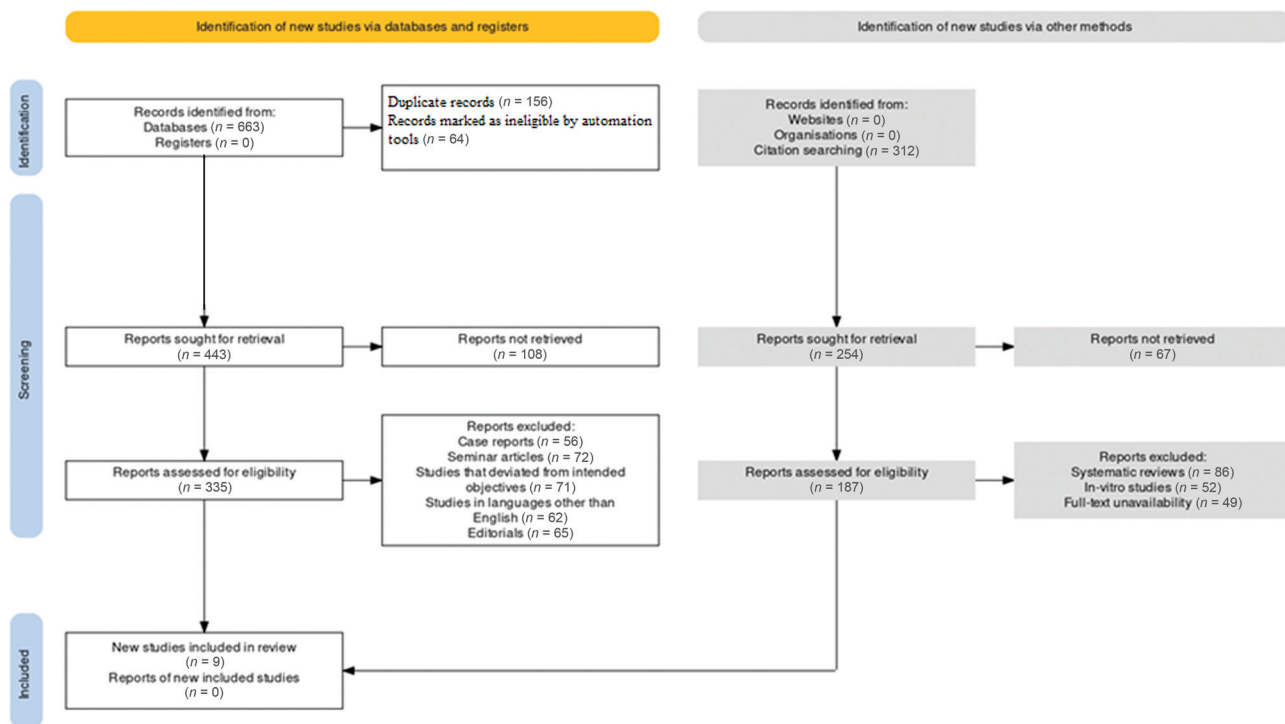 Identification of new studies via databases and registers
Identification of new studies via other methods
Identification
Records identified from:
Databases (n = 663)
Registers (n = 0)
Duplicate records (n = 156)
Records marked as ineligible by automation
tools (n = 64)
Records identified from:
Websites (n = 0)
Organisations (n = 0)
Citation searching (n = 312)
Screening
Reports sought for retrieval
(n = 443)
Reports not retrieved
(n = 108)
Reports sought for retrieval
(n = 254)
Reports not retrieved
(n = 67)
Reports assessed for eligibility
(n = 335)
Reports excluded:
Case reports (n = 56)
Seminar articles (n = 72)
Studies that deviated from intended
objectives (n = 71)
Studies in languages other than
English (n = 62)
Editorials (n = 65)
Reports assessed for eligibility
(n = 187)
Reports excluded:
Systematic reviews (n = 86)
In-vitro studies (n = 52)
Full-text unavailability (n = 49)
Included
New studies included in review
(n = 9)
Reports of new included studies
(n = 0)